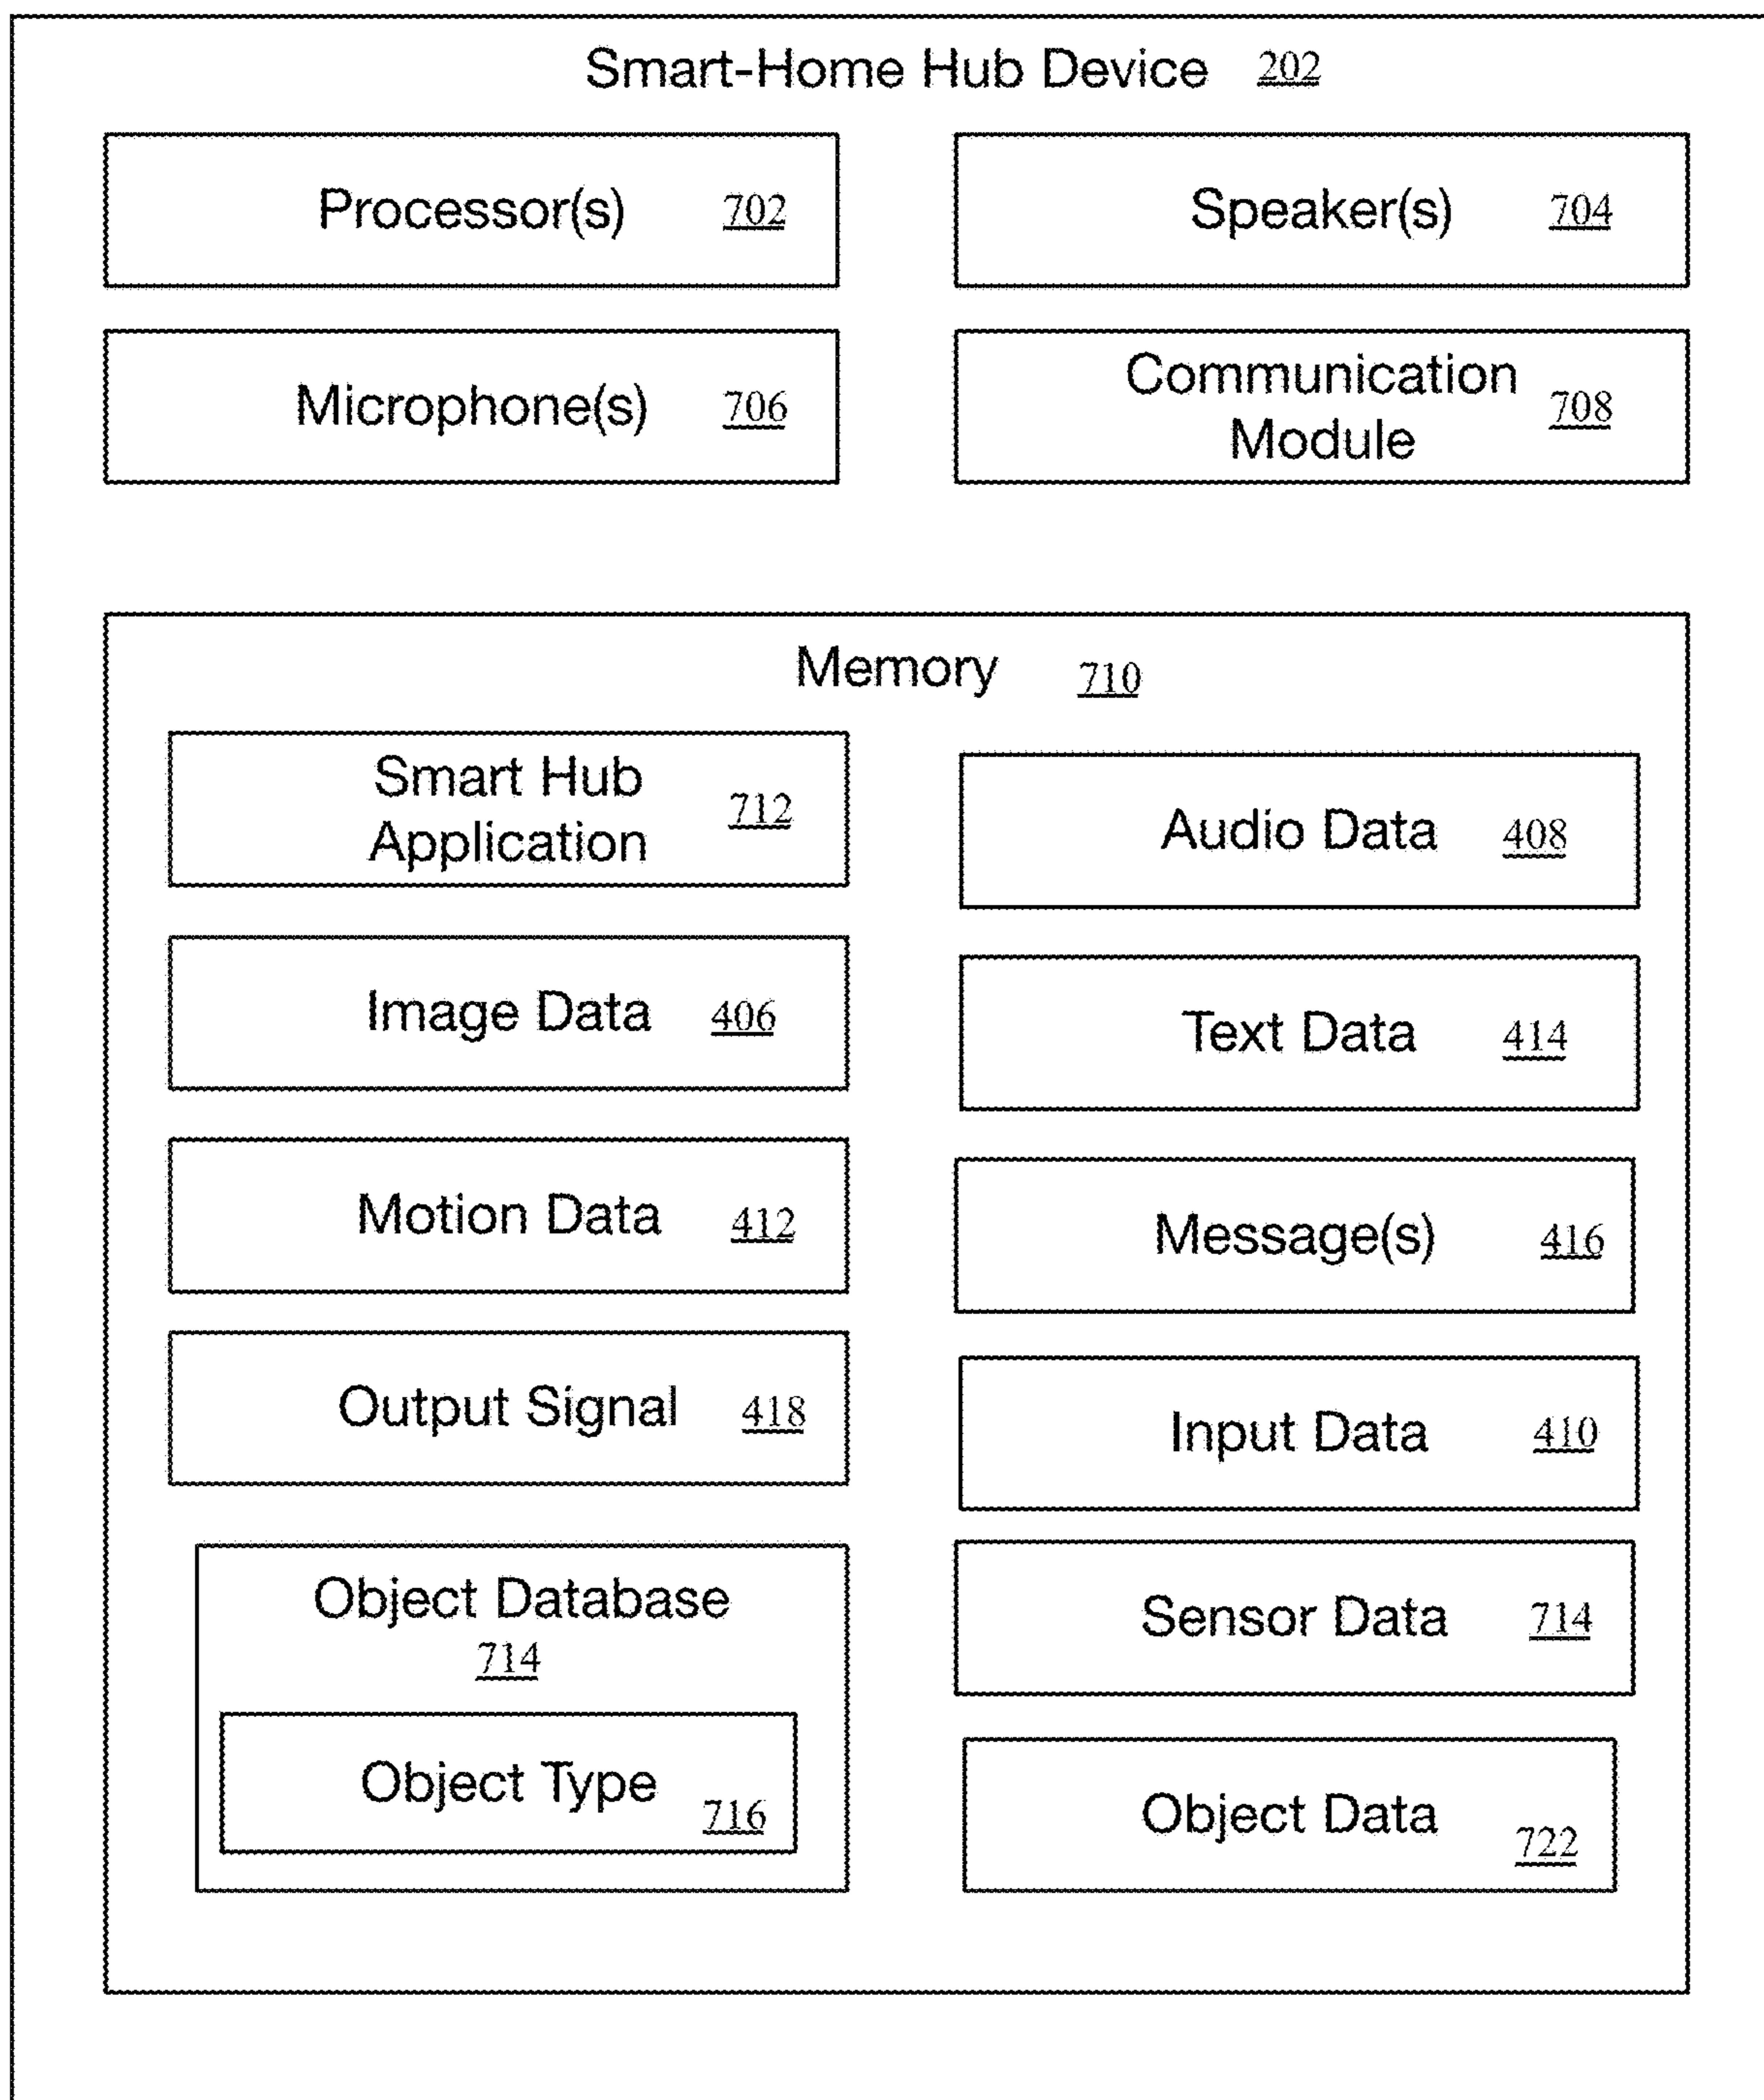 Smart-Home Hub Device 202
Processor(s) 702
Speaker(s) 704
Microphone(s) 706
Communication
Module 708
Memory 710
Smart Hub
Application 712
Audio Data 408
Image Data 406
Text Data 414
Motion Data 412
Message(s) 416
Output Signal 418
Input Data 410
Object Database
714
Sensor Data 714
Object Type 716
Object Data 722